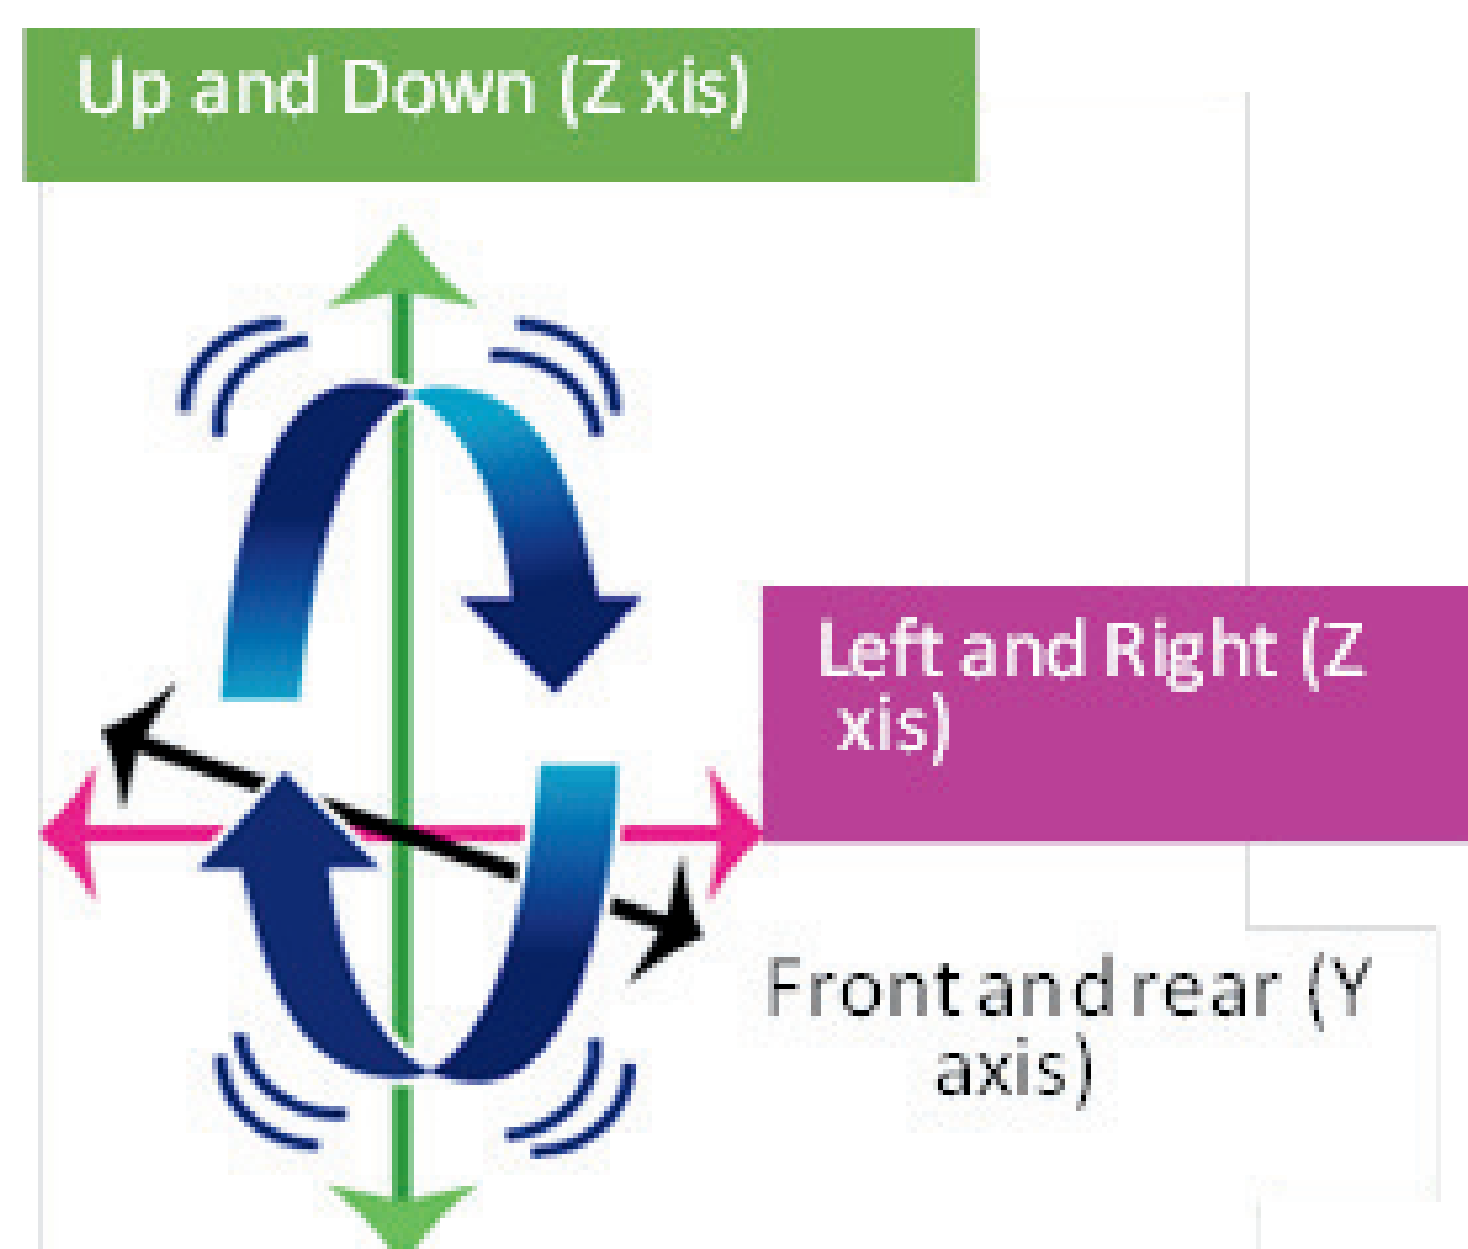 Up and Down (Z xis)
Left and Right (Z
xis)
Front and rear (Y
axis)